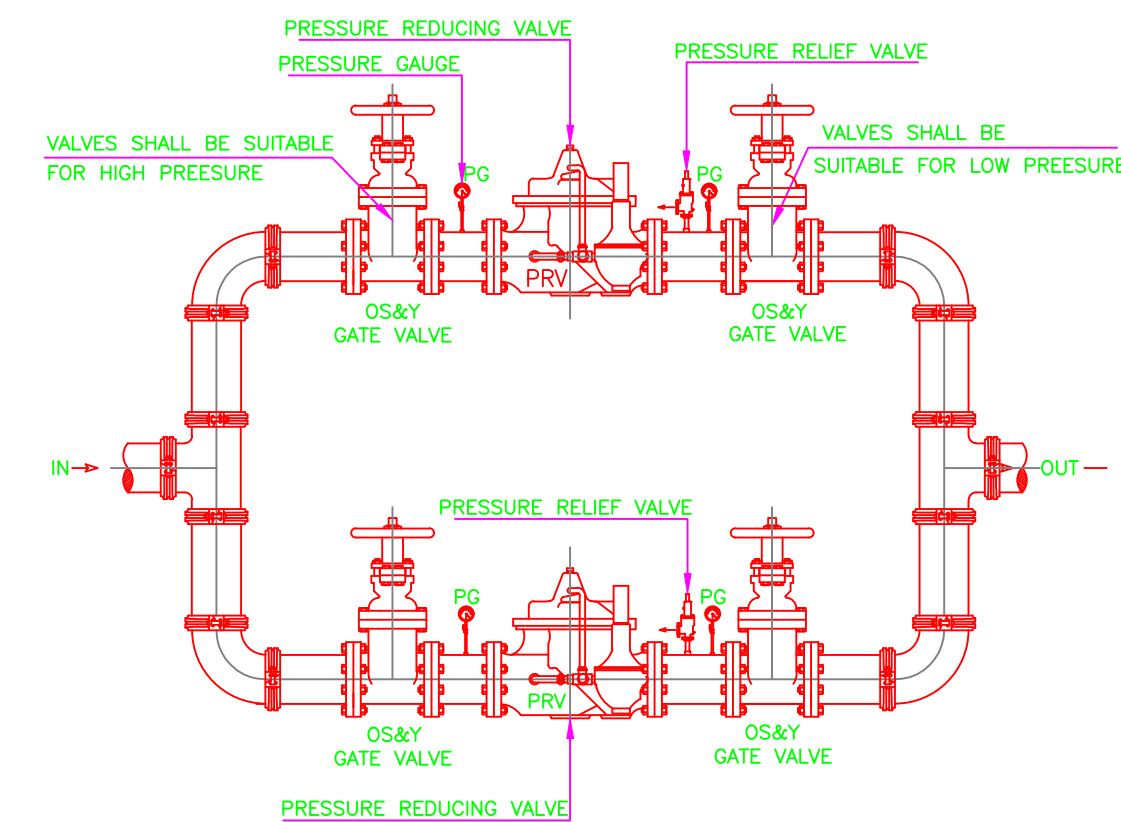 PRESSURE REDUCING VALVE
PRESSURE RELIEF VALVE
PRESSURE GAUGE
VALVES SHALL BE SUITABLE
FOR HIGH PREESURE
VALVES SHALL BE
SUITABLE FOR LOW PREESURE
PG
PG
PRV
OS&Y
GATE VALVE
OS&Y
GATE VALVE
IN
OUT
PRESSURE RELIEF VALVE
PG
PG
PRV
OS&Y
GATE VALVE
OS&Y
GATE VALVE
PRESSURE REDUCING VALVE